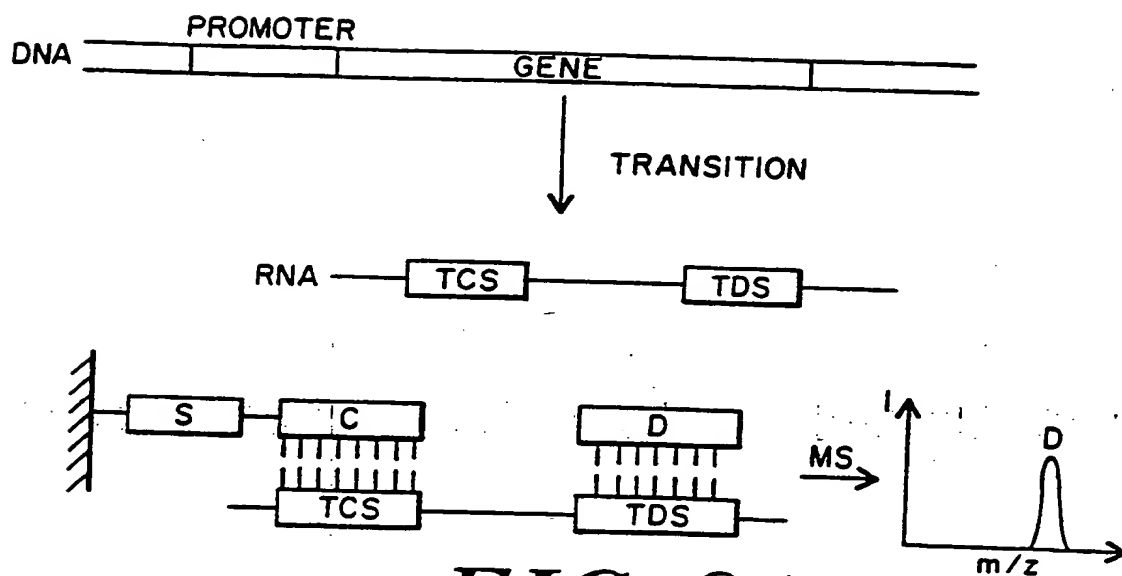 PROMOTER
DNA
GENE
TRANSITION
RNA TCS TDS
S C D
TCS TDS
MS
I
D
m/z